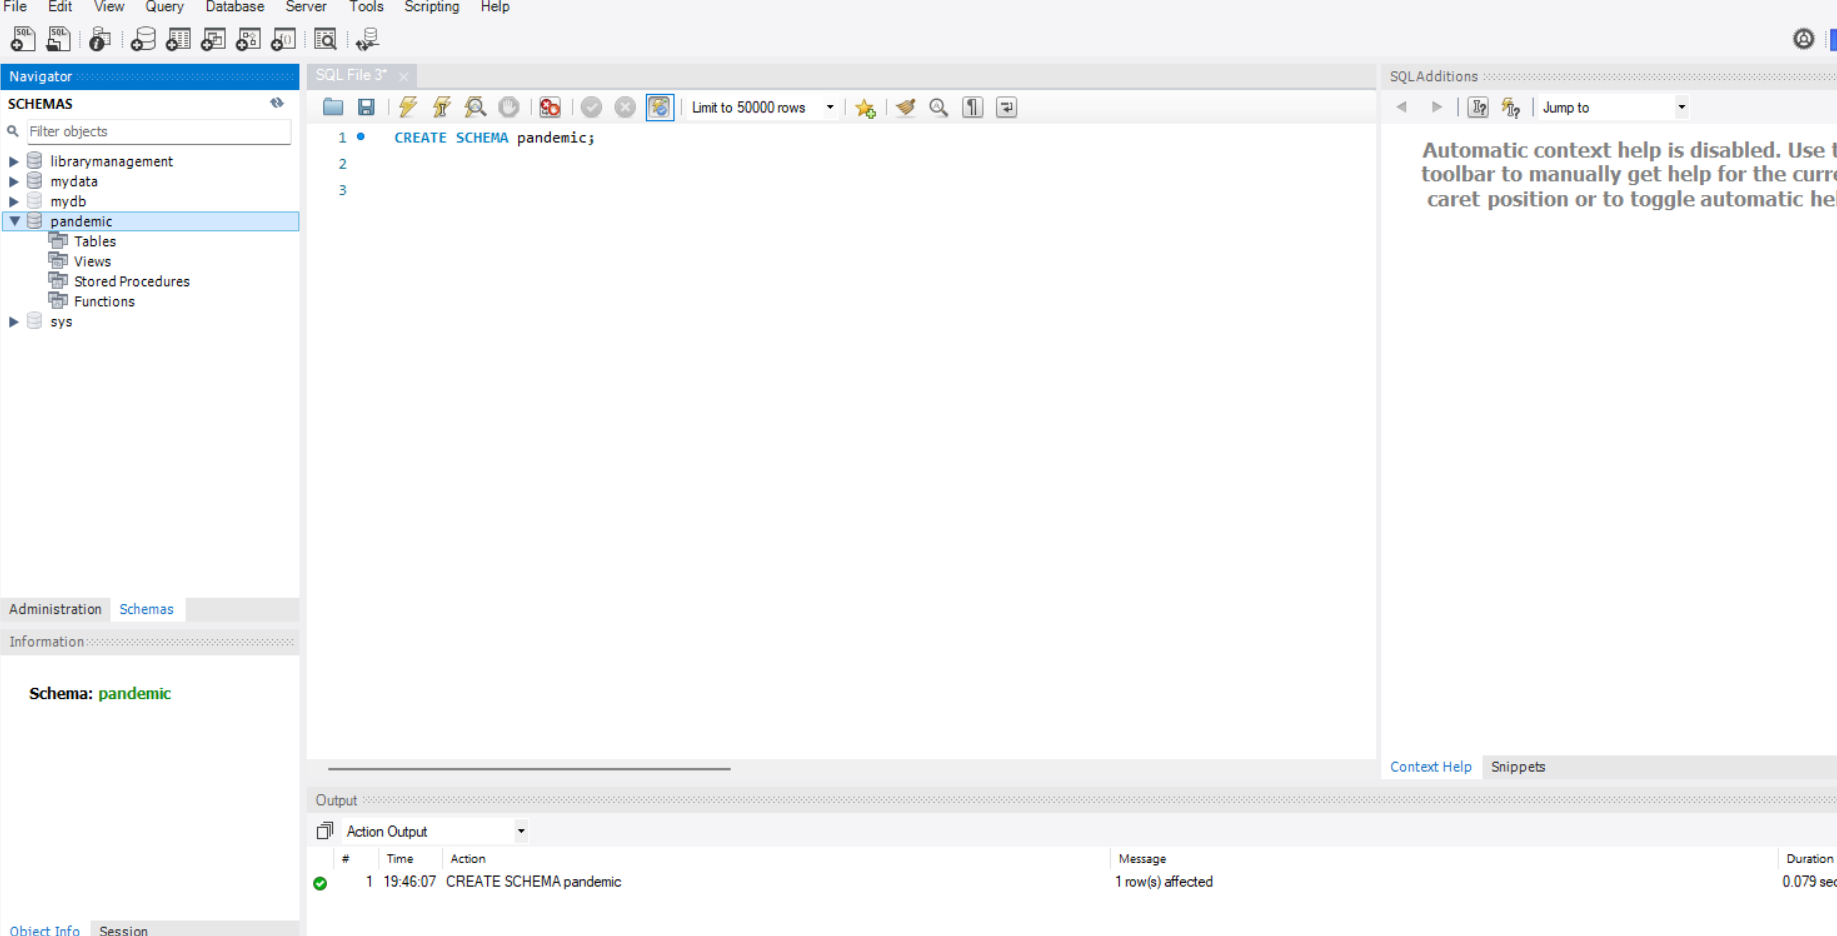 File Edit View Query Database Server Tools Scripting Help
Navigator
SCHEMAS
Filter objects
librarymanagement
mydata
mydb
pandemic
Tables
Views
Stored Procedures
Functions
sys
Administration Schemas
Information
Schema: pandemic
Object Info Session
SQL File 3*
Limit to 50000 rows
1 CREATE SCHEMA pandemic;
2
3
SQLAdditions
Jump to
Automatic context help is disabled. Use t
toolbar to manually get help for the curre
caret position or to toggle automatic hel
Context Help Snippets
Output
Action Output
# Time Action Message Duration
1 19:46:07 CREATE SCHEMA pandemic 1 row(s) affected 0.079 sec